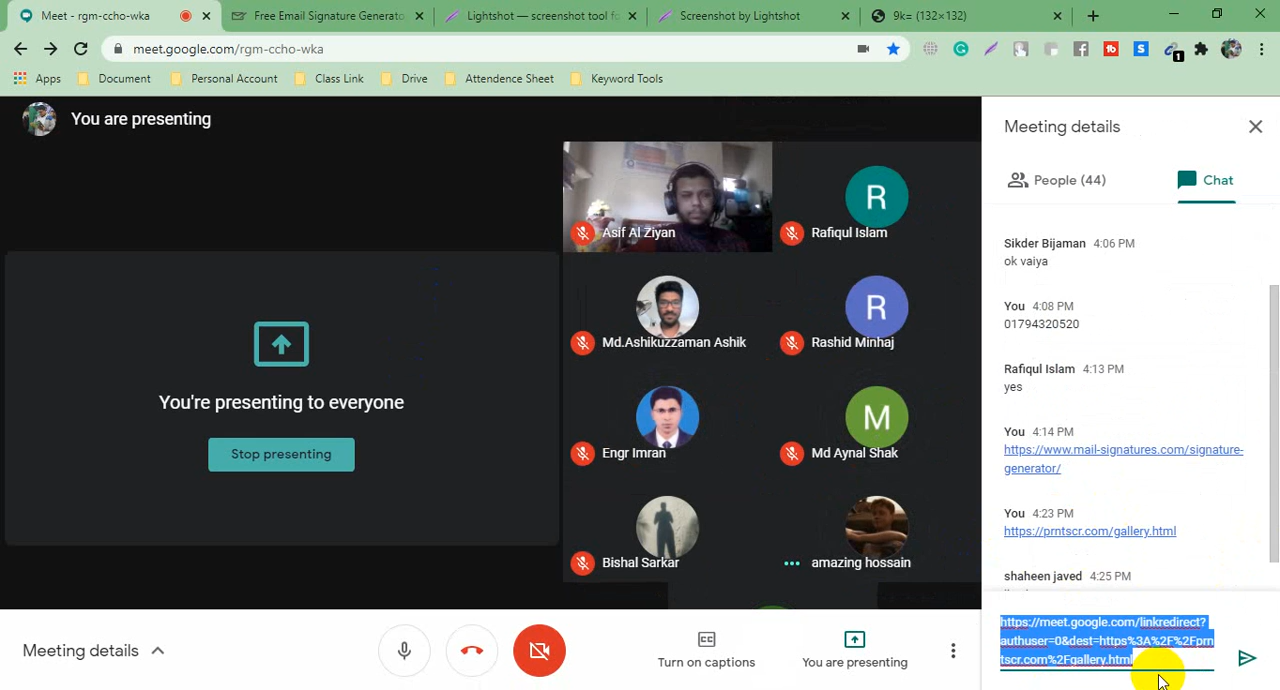 Meet - rgm-ccho-wka
Free Email Signature Generato
Lightshot — screenshot tool fo
Screenshot by Lightshot
9k= (132×132)
meet.google.com/rgm-ccho-wka
1
Apps
Document
Personal Account
Class Link
Drive
Attendence Sheet
Keyword Tools
You are presenting
You're presenting to everyone
Stop presenting
Asif Al Ziyan
R
Rafiqul Islam
Md.Ashikuzzaman Ashik
R
Rashid Minhaj
Engr Imran
M
Md Aynal Shak
Bishal Sarkar
amazing hossain
Meeting details
People (44)
Chat
Sikder Bijaman 4:06 PM
ok vaiya
You 4:08 PM
01794320520
Rafiqul Islam 4:13 PM
yes
You 4:14 PM
https://www.mail-signatures.com/signature-
generator/
You 4:23 PM
https://prntscr.com/gallery.html
shaheen javed 4:25 PM
https://meet.google.com/linkredirect?
authuser=0&dest=https%3A%2F%2Fprn
tscr.com%2Fgallery.html
Meeting details
Turn on captions
You are presenting